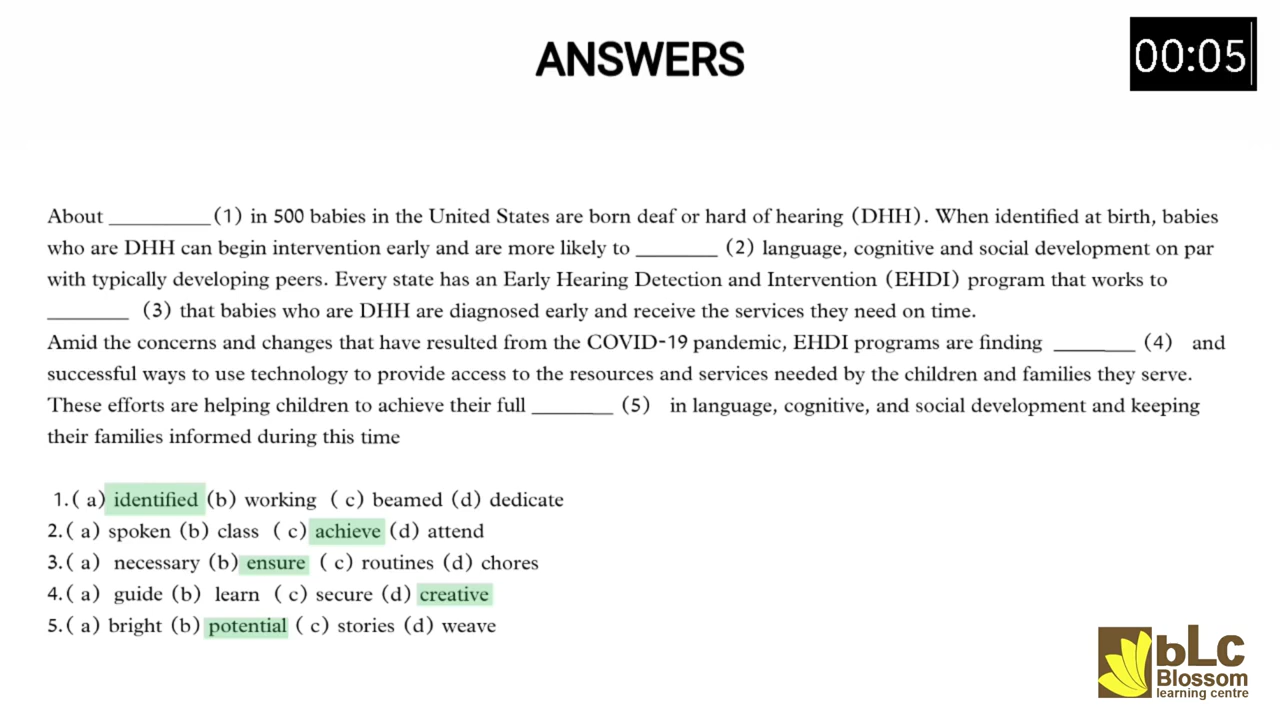 ANSWERS
00:05
About __________(1) in 500 babies in the United States are born deaf or hard of hearing (DHH). When identified at birth, babies
who are DHH can begin intervention early and are more likely to ________ (2) language, cognitive and social development on par
with typically developing peers. Every state has an Early Hearing Detection and Intervention (EHDI) program that works to
________ (3) that babies who are DHH are diagnosed early and receive the services they need on time.
Amid the concerns and changes that have resulted from the COVID-19 pandemic, EHDI programs are finding ________ (4) and
successful ways to use technology to provide access to the resources and services needed by the children and families they serve.
These efforts are helping children to achieve their full ________ (5) in language, cognitive, and social development and keeping
their families informed during this time
1.( a) identified (b) working ( c) beamed (d) dedicate
2.( a) spoken (b) class ( c) achieve (d) attend
3.( a) necessary (b) ensure ( c) routines (d) chores
4.( a) guide (b) learn ( c) secure (d) creative
5.( a) bright (b) potential ( c) stories (d) weave
bLc
Blossom
learning centre